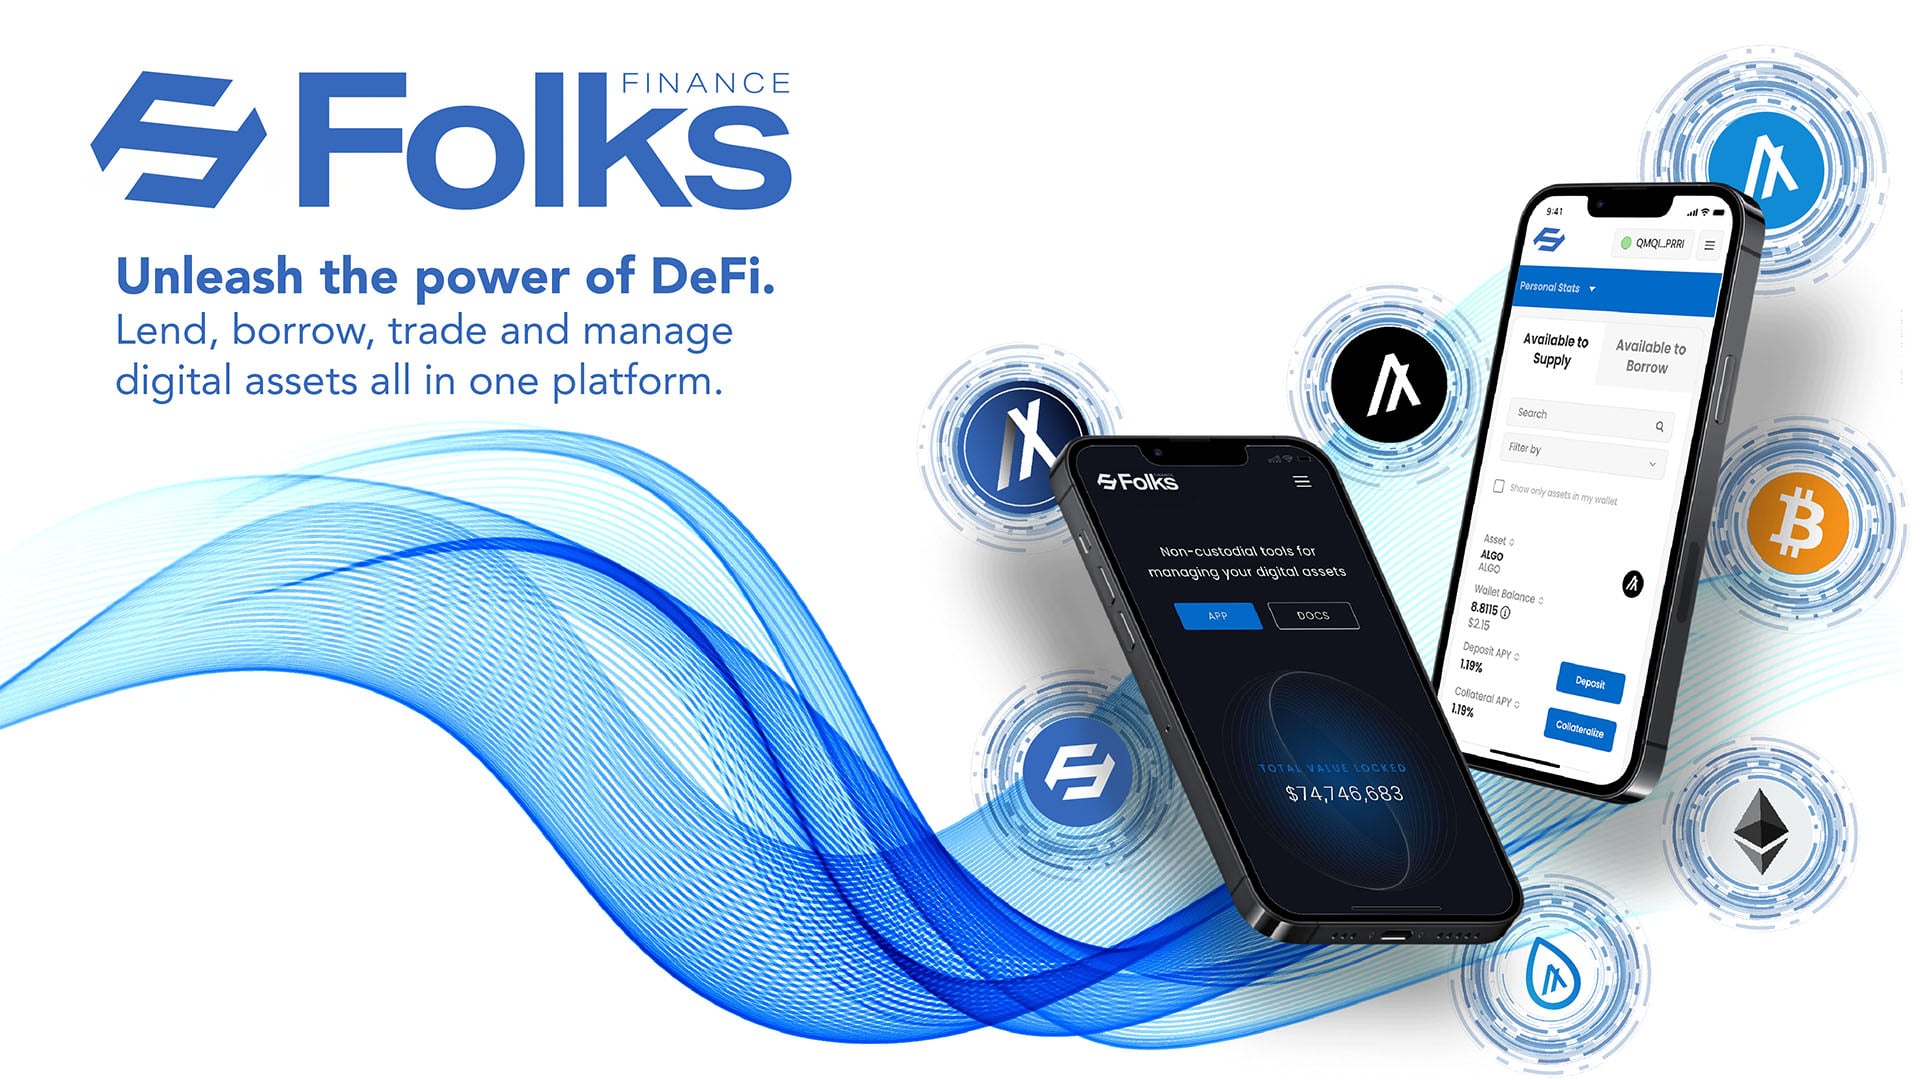 Folks FINANCE
Unleash the power of DeFi.
Lend, borrow, trade and manage
digital assets all in one platform.
Folks FINANCE
Non-custodial tools for
managing your digital assets
APP DOCS
TOTAL VALUE LOCKED
$74,746,683
9:41
QMQI...PRRI
Personal Stats
Available to Supply
Available to Borrow
Search
Filter by
Show only assets in my wallet
Asset
ALGO
ALGO
Wallet Balance
8.8115
$2.15
Deposit APY
1.19%
Deposit
Collateral APY
1.19%
Collateralize